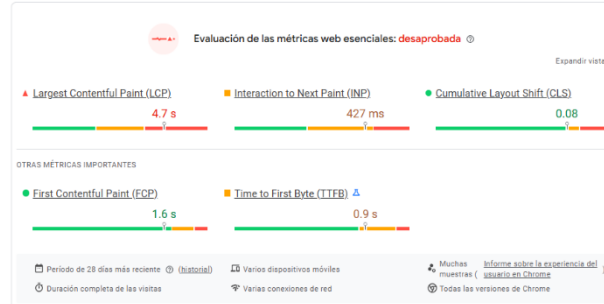 Evaluación de las métricas web esenciales: desaprobada
Expandir vista
Largest Contentful Paint (LCP)
4.7 s
Interaction to Next Paint (INP)
427 ms
Cumulative Layout Shift (CLS)
0.08
OTRAS MÉTRICAS IMPORTANTES
First Contentful Paint (FCP)
1.6 s
Time to First Byte (TTFB)
0.9 s
Período de 28 días más reciente (historial)
Varios dispositivos móviles
Muchas muestras ( Informe sobre la experiencia del usuario en Chrome
Duración completa de las visitas
Varias conexiones de red
Todas las versiones de Chrome